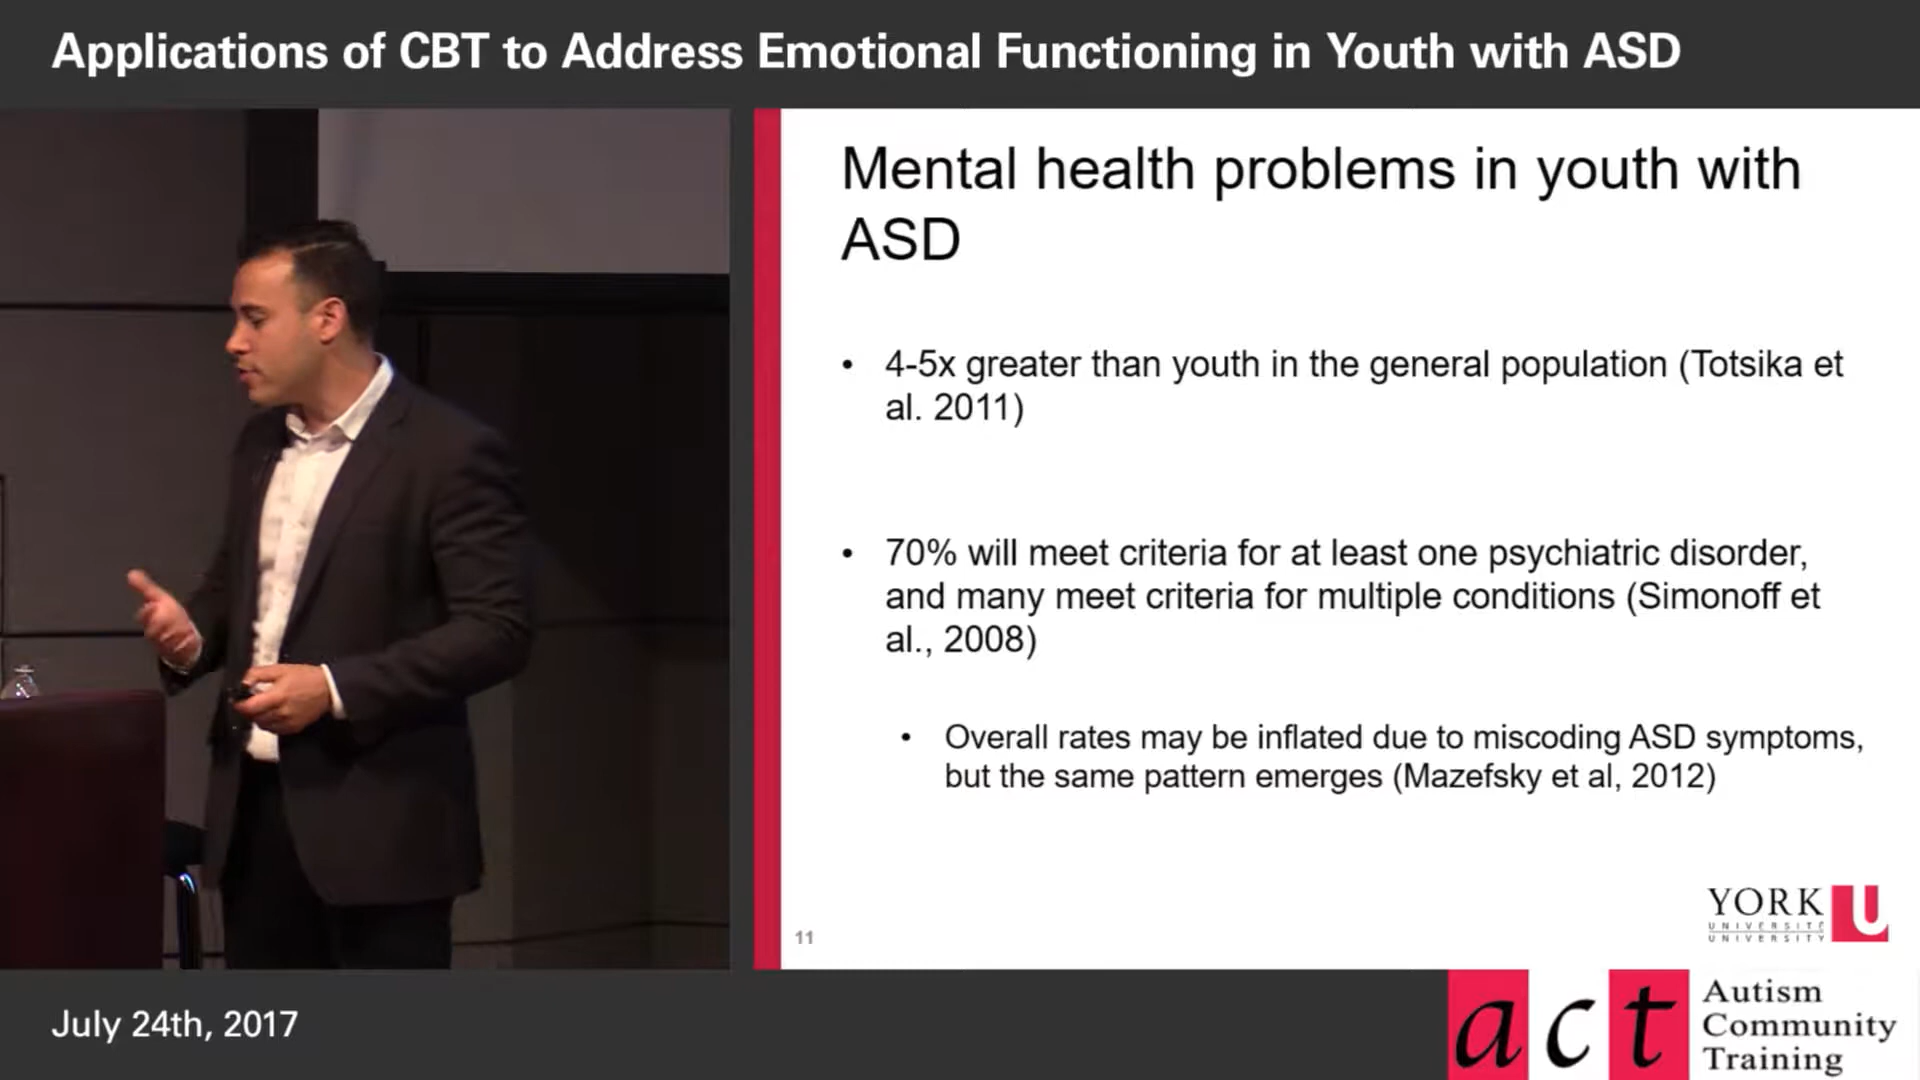 Applications of CBT to Address Emotional Functioning in Youth with ASD
Mental health problems in youth with
ASD
• 4-5x greater than youth in the general population (Totsika et
al. 2011)
• 70% will meet criteria for at least one psychiatric disorder,
and many meet criteria for multiple conditions (Simonoff et
al., 2008)
• Overall rates may be inflated due to miscoding ASD symptoms,
but the same pattern emerges (Mazefsky et al, 2012)
11
YORK U
UNIVERSITÉ
UNIVERSITY
July 24th, 2017
act
Autism
Community
Training